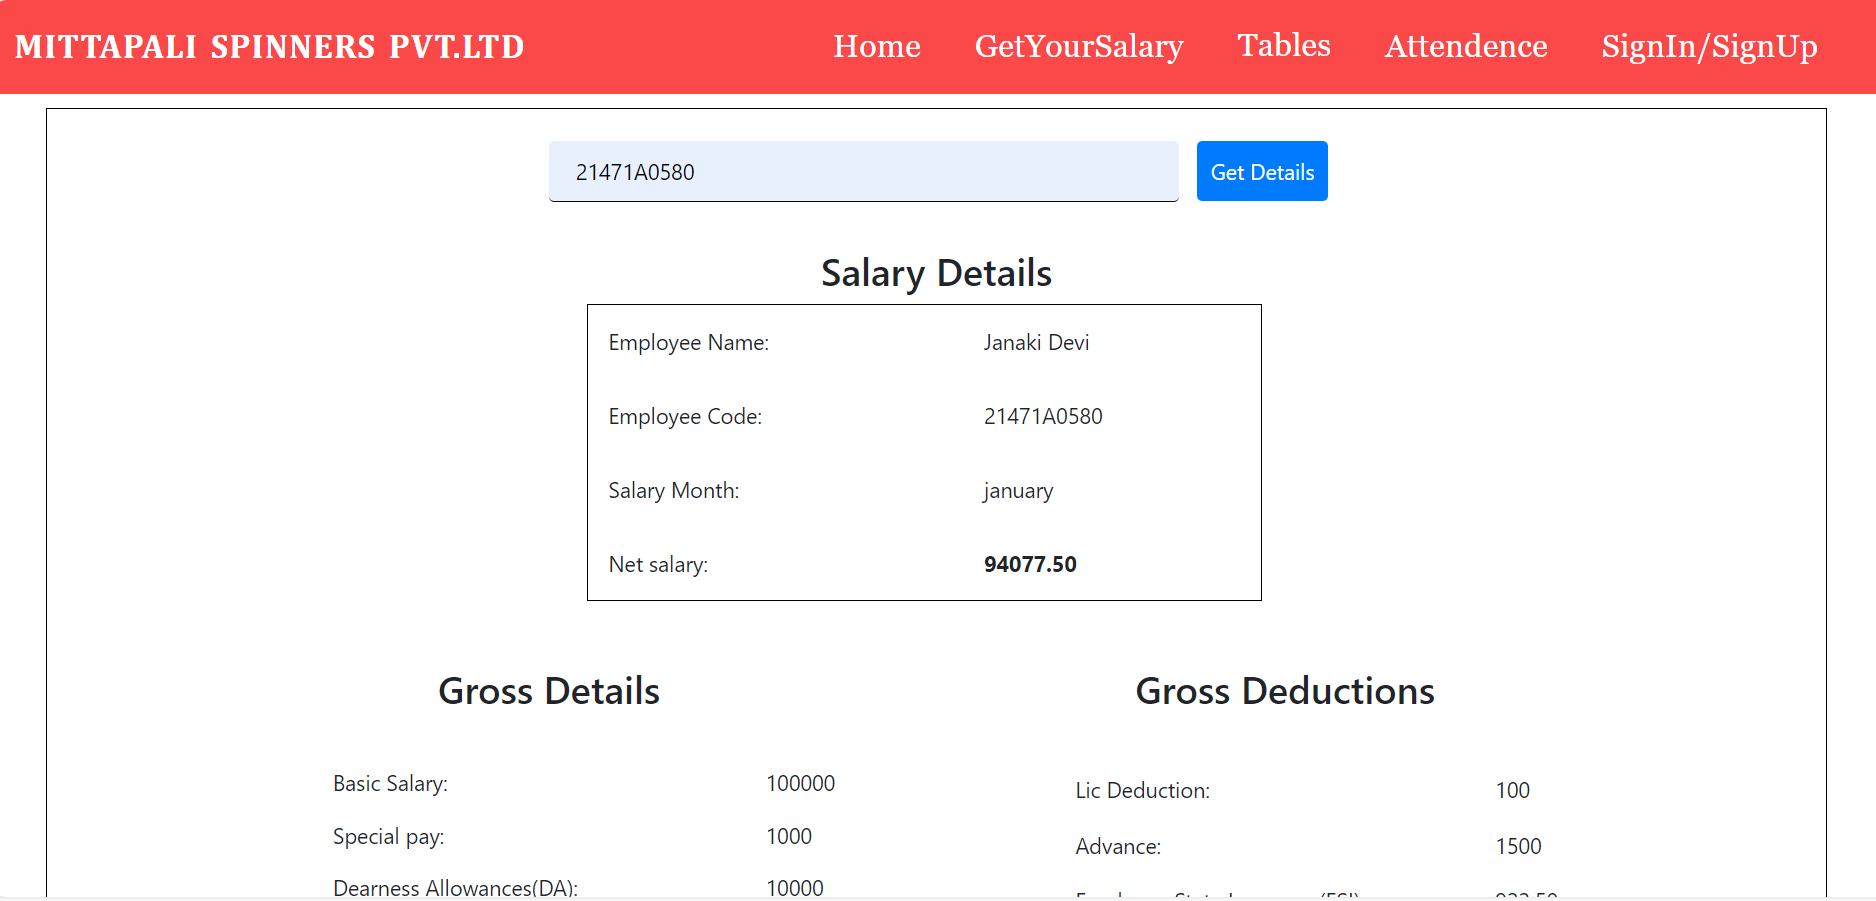 MITTAPALI SPINNERS PVT.LTD Home GetYourSalary Tables Attendence SignIn/SignUp
21471A0580 Get Details
Salary Details
Employee Name: Janaki Devi
Employee Code: 21471A0580
Salary Month: january
Net salary: 94077.50
Gross Details
Basic Salary: 100000
Special pay: 1000
Dearness Allowances(DA): 10000
Gross Deductions
Lic Deduction: 100
Advance: 1500